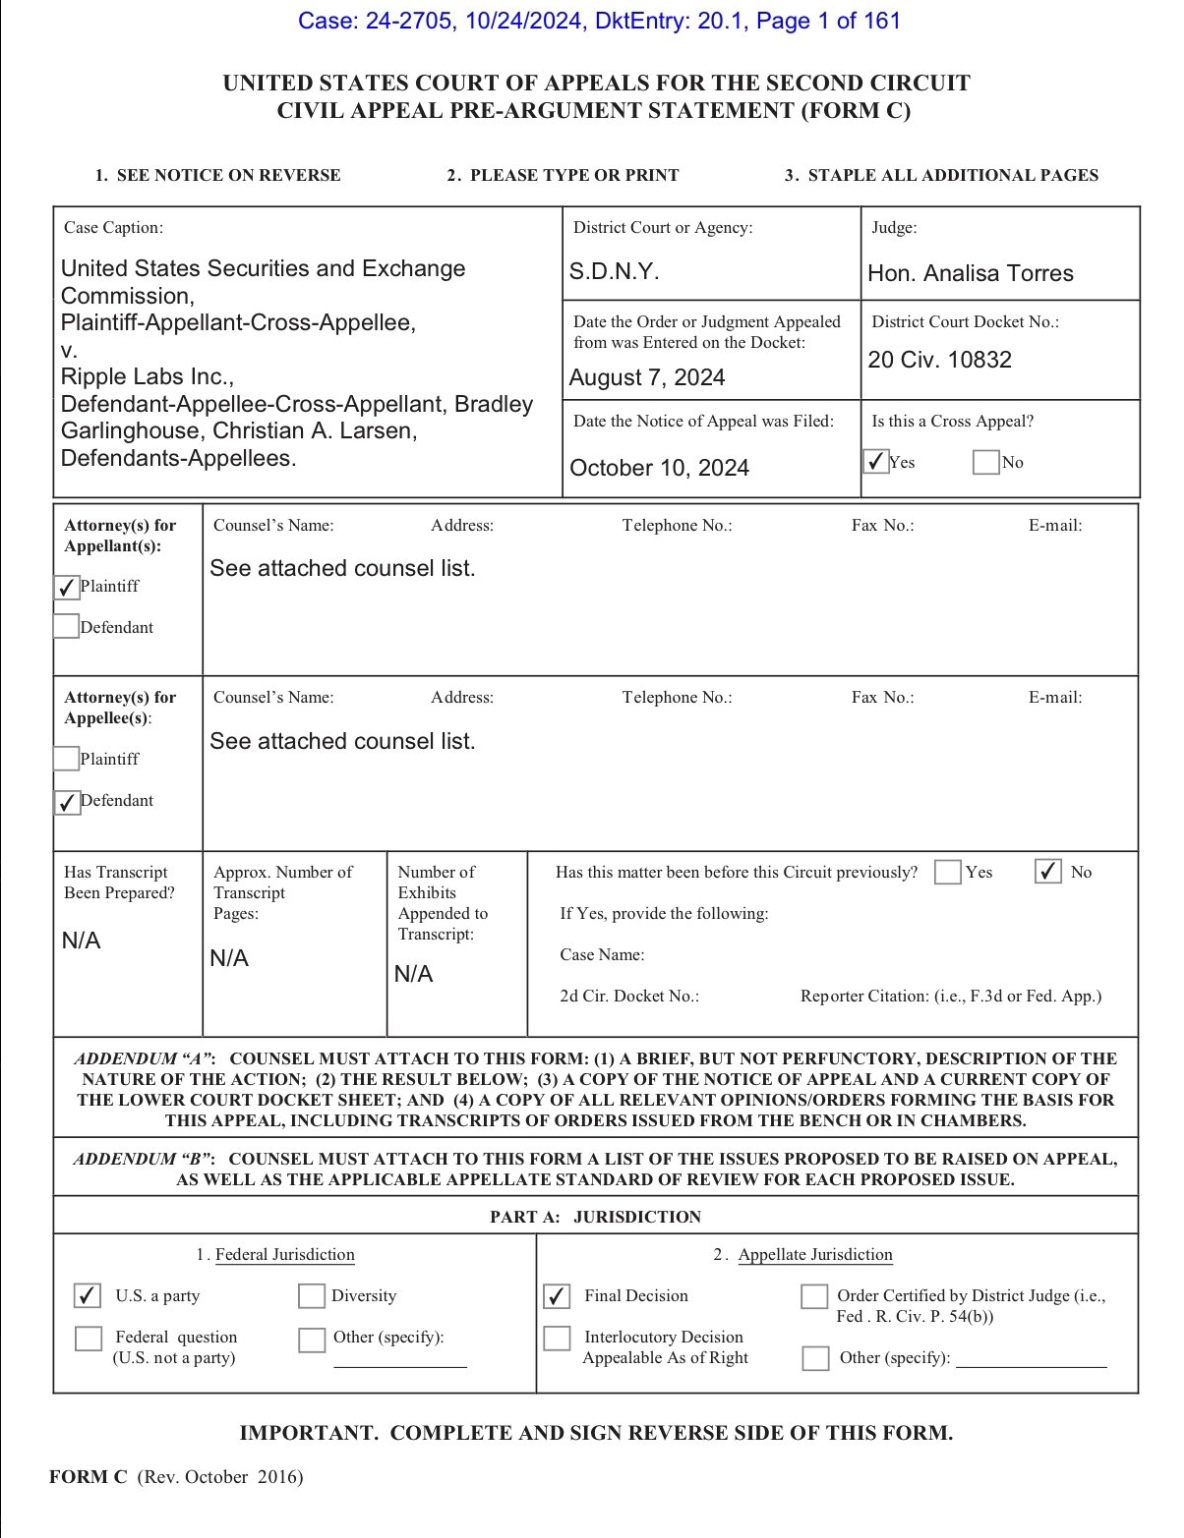 Case: 24-2705, 10/24/2024, DktEntry: 20.1, Page 1 of 161
UNITED STATES COURT OF APPEALS FOR THE SECOND CIRCUIT
CIVIL APPEAL PRE-ARGUMENT STATEMENT (FORM C)
1. SEE NOTICE ON REVERSE 2. PLEASE TYPE OR PRINT 3. STAPLE ALL ADDITIONAL PAGES
Case Caption:
United States Securities and Exchange
Commission,
Plaintiff-Appellant-Cross-Appellee,
v.
Ripple Labs Inc.,
Defendant-Appellee-Cross-Appellant, Bradley
Garlinghouse, Christian A. Larsen,
Defendants-Appellees.
District Court or Agency:
S.D.N.Y.
Judge:
Hon. Analisa Torres
Date the Order or Judgment Appealed
from was Entered on the Docket:
August 7, 2024
District Court Docket No.:
20 Civ. 10832
Date the Notice of Appeal was Filed:
October 10, 2024
Is this a Cross Appeal?
✓ Yes No
Attorney(s) for
Appellant(s):
✓ Plaintiff
Defendant
Counsel's Name: Address: Telephone No.: Fax No.: E-mail:
See attached counsel list.
Attorney(s) for
Appellee(s):
Plaintiff
✓ Defendant
Counsel's Name: Address: Telephone No.: Fax No.: E-mail:
See attached counsel list.
Has Transcript
Been Prepared?
N/A
Approx. Number of
Transcript
Pages:
N/A
Number of
Exhibits
Appended to
Transcript:
N/A
Has this matter been before this Circuit previously? Yes ✓ No
If Yes, provide the following:
Case Name:
2d Cir. Docket No.: Reporter Citation: (i.e., F.3d or Fed. App.)
ADDENDUM “A”: COUNSEL MUST ATTACH TO THIS FORM: (1) A BRIEF, BUT NOT PERFUNCTORY, DESCRIPTION OF THE
NATURE OF THE ACTION; (2) THE RESULT BELOW; (3) A COPY OF THE NOTICE OF APPEAL AND A CURRENT COPY OF
THE LOWER COURT DOCKET SHEET; AND (4) A COPY OF ALL RELEVANT OPINIONS/ORDERS FORMING THE BASIS FOR
THIS APPEAL, INCLUDING TRANSCRIPTS OF ORDERS ISSUED FROM THE BENCH OR IN CHAMBERS.
ADDENDUM “B”: COUNSEL MUST ATTACH TO THIS FORM A LIST OF THE ISSUES PROPOSED TO BE RAISED ON APPEAL,
AS WELL AS THE APPLICABLE APPELLATE STANDARD OF REVIEW FOR EACH PROPOSED ISSUE.
PART A: JURISDICTION
1. Federal Jurisdiction
✓ U.S. a party Diversity
Federal question
(U.S. not a party)
Other (specify):
2. Appellate Jurisdiction
✓ Final Decision
Order Certified by District Judge (i.e.,
Fed . R. Civ. P. 54(b))
Interlocutory Decision
Appealable As of Right
Other (specify):
IMPORTANT. COMPLETE AND SIGN REVERSE SIDE OF THIS FORM.
FORM C (Rev. October 2016)